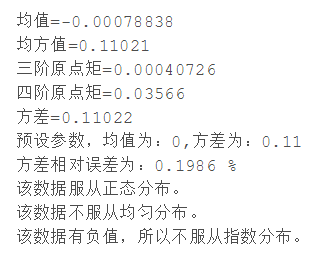 均值=-0.00078838
均方值=0.11021
三阶原点矩=0.00040726
四阶原点矩=0.03566
方差=0.11022
预设参数，均值为：0,方差为：0.11
方差相对误差为：0.1986 %
该数据服从正态分布。
该数据不服从均匀分布。
该数据有负值，所以不服从指数分布。